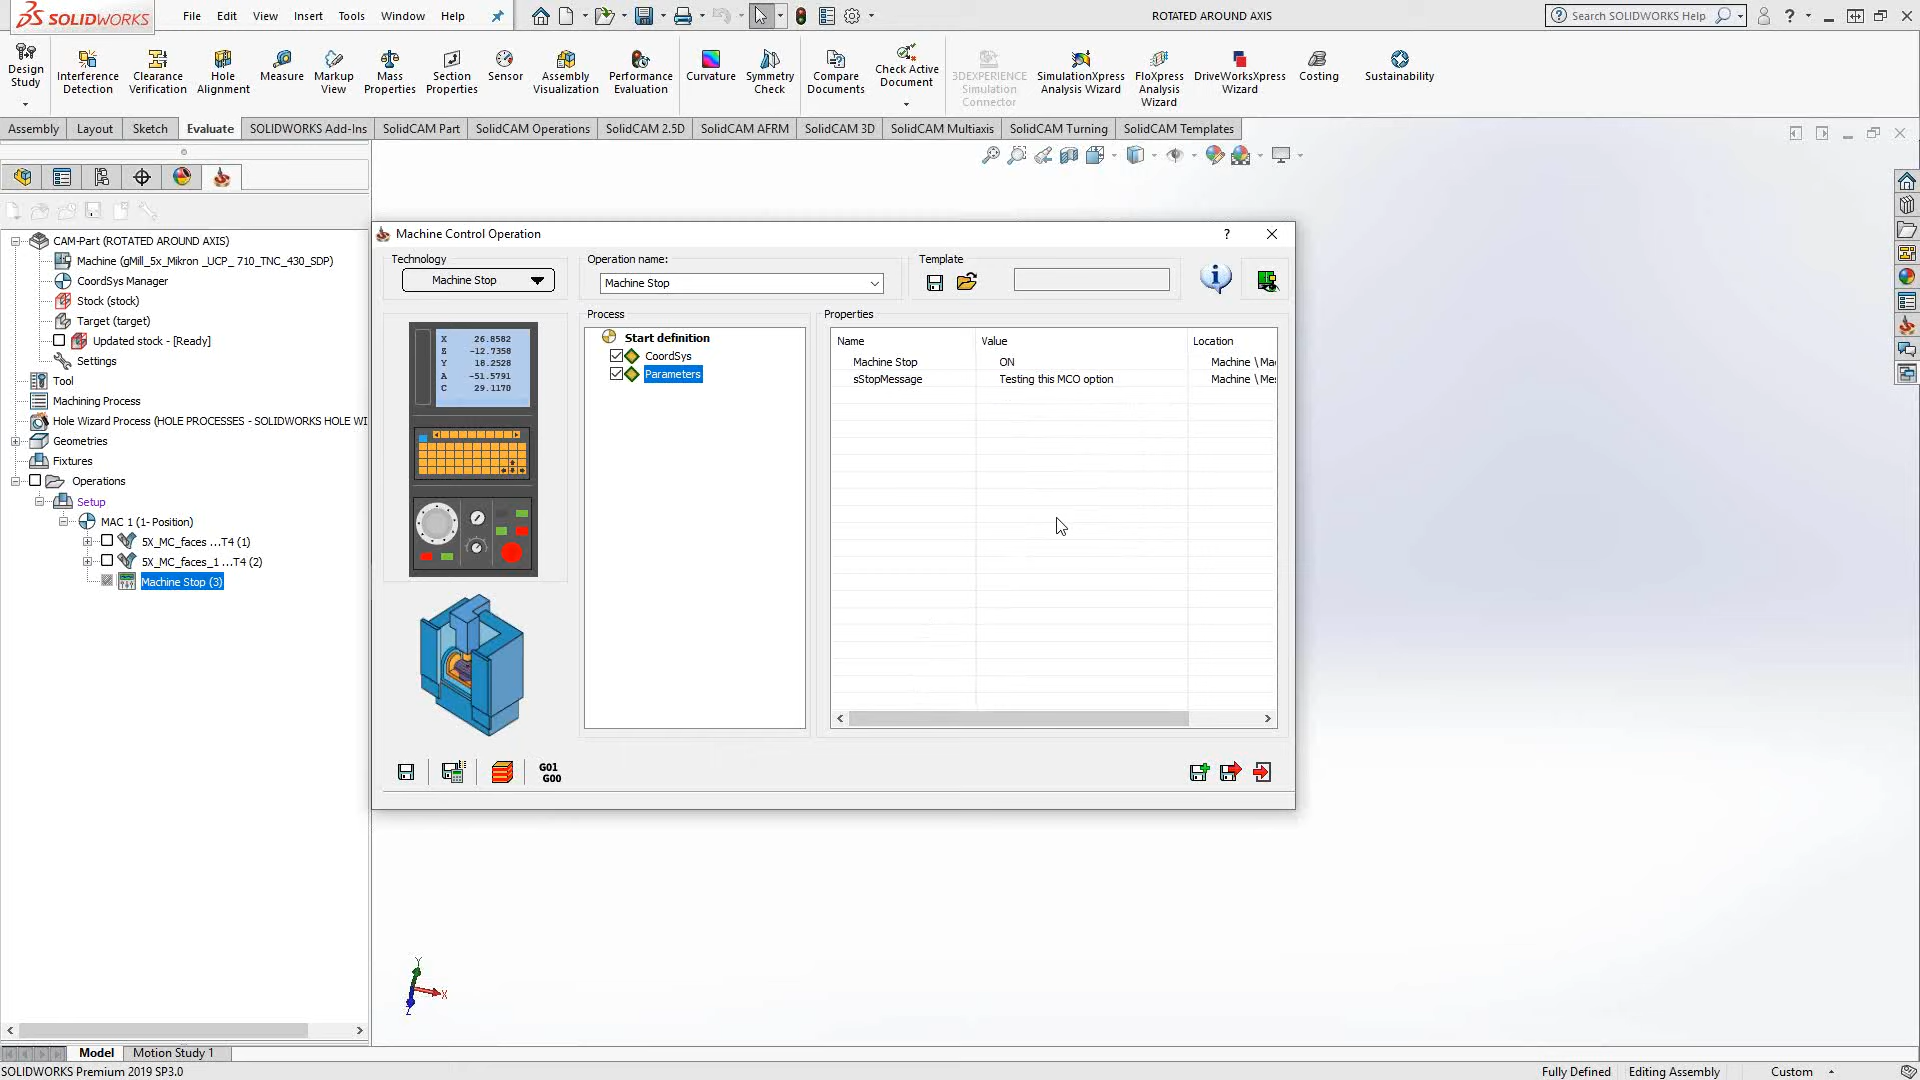 SOLIDWORKS File Edit View Insert Tools Window Help ROTATED AROUND AXIS Search SOLIDWORKS Help
Design Study
Interference Detection
Clearance Verification
Hole Alignment
Measure
Markup View
Mass Properties
Section Properties
Sensor
Assembly Visualization
Performance Evaluation
Curvature
Symmetry Check
Compare Documents
Check Active Document
3DEXPERIENCE Simulation Connector
SimulationXpress Analysis Wizard
FloXpress Analysis Wizard
DriveWorksXpress Wizard
Costing
Sustainability
Assembly Layout Sketch Evaluate SOLIDWORKS Add-Ins SolidCAM Part SolidCAM Operations SolidCAM 2.5D SolidCAM AFRM SolidCAM 3D SolidCAM Multiaxis SolidCAM Turning SolidCAM Templates
CAM-Part (ROTATED AROUND AXIS)
Machine (gMill_5x_Mikron _UCP_ 710_TNC_430_SDP)
CoordSys Manager
Stock (stock)
Target (target)
Updated stock - [Ready]
Settings
Tool
Machining Process
Hole Wizard Process (HOLE PROCESSES - SOLIDWORKS HOLE WI
Geometries
Fixtures
Operations
Setup
MAC 1 (1- Position)
5X_MC_faces ...T4 (1)
5X_MC_faces_1 ...T4 (2)
Machine Stop (3)
Machine Control Operation ?
Technology
Machine Stop
Operation name:
Machine Stop
Template
X 26.8502
Z -12.7358
Y 18.2528
A -51.5791
C 29.1170
Process
Start definition
CoordSys
Parameters
Properties
Name Value Location
Machine Stop ON Machine \ Mac
sStopMessage Testing this MCO option Machine \ Mes
G01
G00
Y
X
Z
Model Motion Study 1
SOLIDWORKS Premium 2019 SP3.0 Fully Defined Editing Assembly Custom